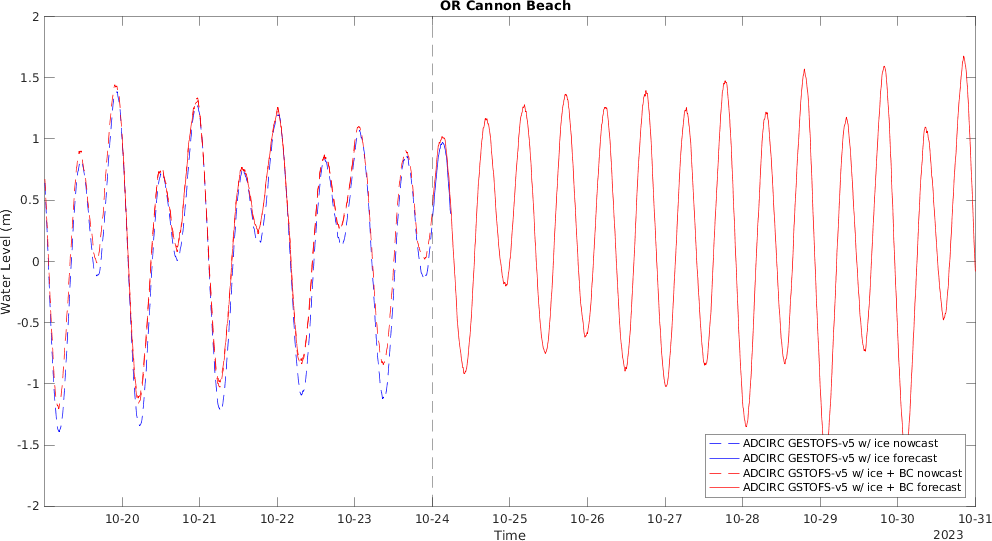 OR Cannon Beach
2
1.5
1
0.5
0
-0.5
-1
-1.5
-2
Water Level (m)
ADCIRC GESTOFS-v5 w/ ice nowcast
ADCIRC GESTOFS-v5 w/ ice forecast
ADCIRC GSTOFS-v5 w/ ice + BC nowcast
ADCIRC GSTOFS-v5 w/ ice + BC forecast
10-20 10-21 10-22 10-23 10-24 10-25 10-26 10-27 10-28 10-29 10-30 10-31
Time
2023